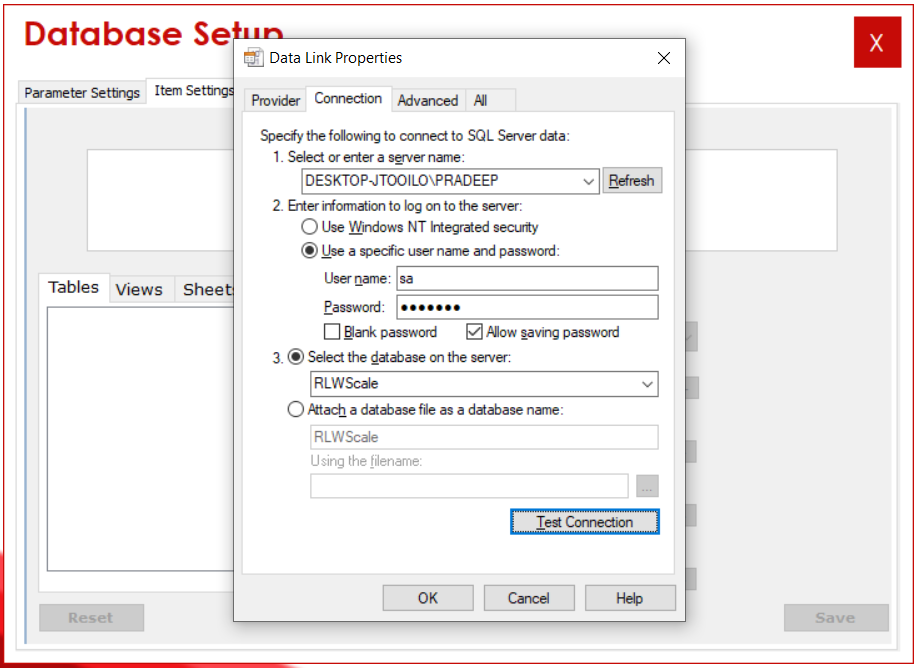 Database Setup
X
Data Link Properties
Parameter Settings
Item Settings
Provider
Connection
Advanced
All
Specify the following to connect to SQL Server data:
1. Select or enter a server name:
DESKTOP-JTOOILO\PRADEEP
Refresh
2. Enter information to log on to the server:
Use Windows NT Integrated security
Use a specific user name and password:
User name: sa
Password: ●●●●●●●
Blank password
Allow saving password
3. Select the database on the server:
RLWScale
Attach a database file as a database name:
RLWScale
Using the filename:
...
Test Connection
OK
Cancel
Help
Tables
Views
Sheets
Reset
Save